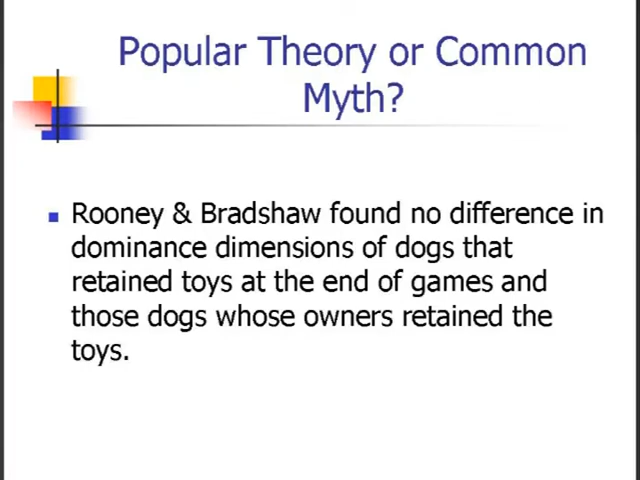 Popular Theory or Common
Myth?
Rooney & Bradshaw found no difference in
dominance dimensions of dogs that
retained toys at the end of games and
those dogs whose owners retained the
toys.